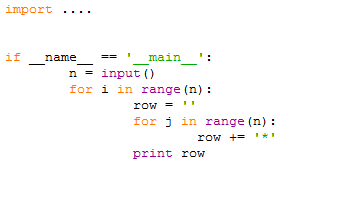 import ....
if __name__ == '__main__':
        n = input()
        for i in range(n):
                row = ''
                for j in range(n):
                        row += '*'
                print row